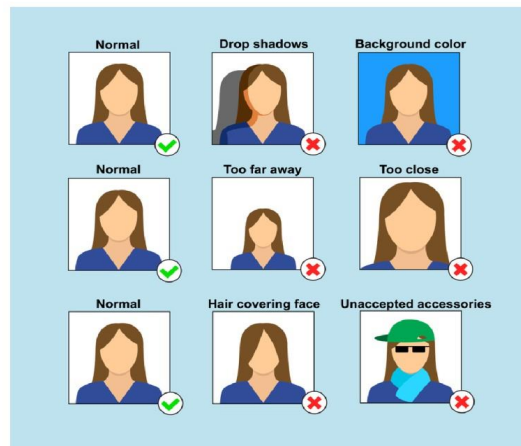 Normal
Drop shadows
Background color
Normal
Too far away
Too close
Normal
Hair covering face
Unaccepted accessories